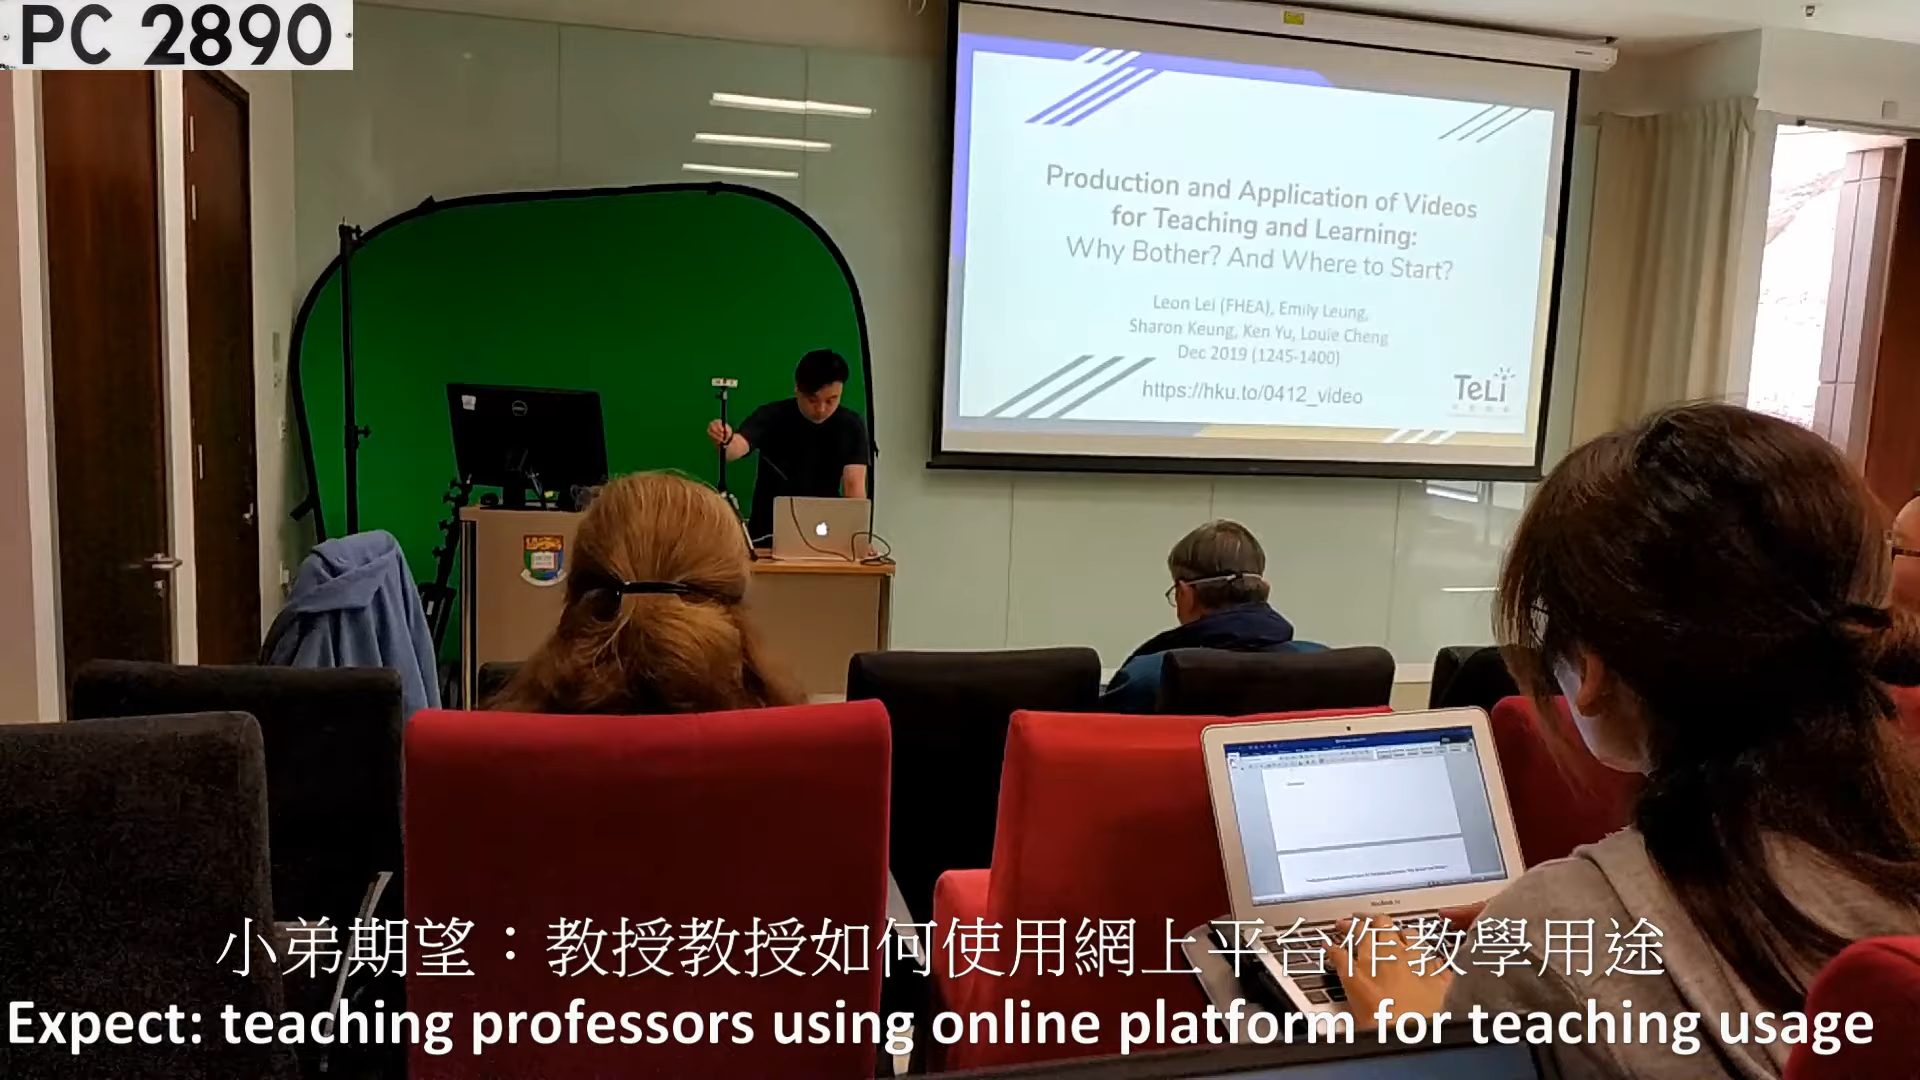 PC 2890
Production and Application of Videos
for Teaching and Learning:
Why Bother? And Where to Start?
Leon Lei (FHEA), Emily Leung,
Sharon Keung, Ken Yu, Louie Cheng
Dec 2019 (1245-1400)
https://hku.to/0412_video
TeLi
DELL
MacBook Air
小弟期望：教授教授如何使用網上平台作教學用途
Expect: teaching professors using online platform for teaching usage